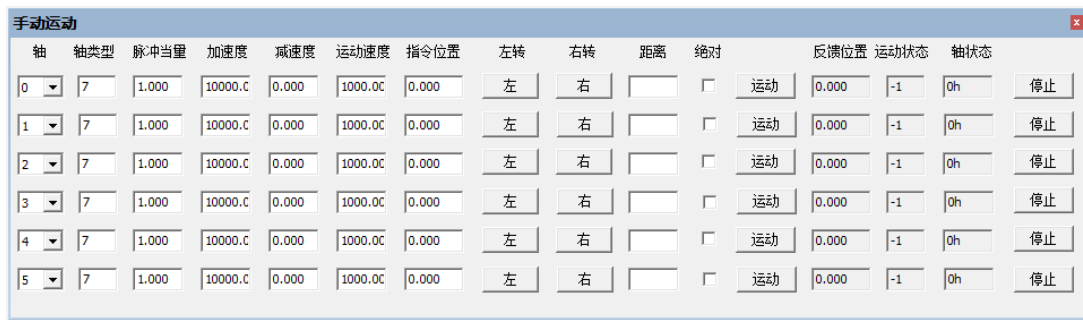 手动运动
轴 轴类型 脉冲当量 加速度 减速度 运动速度 指令位置 左转 右转 距离 绝对 反馈位置 运动状态 轴状态
0 7 1.000 10000.0 0.000 1000.00 0.000 左 右 运动 0.000 -1 0h 停止
1 7 1.000 10000.0 0.000 1000.00 0.000 左 右 运动 0.000 -1 0h 停止
2 7 1.000 10000.0 0.000 1000.00 0.000 左 右 运动 0.000 -1 0h 停止
3 7 1.000 10000.0 0.000 1000.00 0.000 左 右 运动 0.000 -1 0h 停止
4 7 1.000 10000.0 0.000 1000.00 0.000 左 右 运动 0.000 -1 0h 停止
5 7 1.000 10000.0 0.000 1000.00 0.000 左 右 运动 0.000 -1 0h 停止